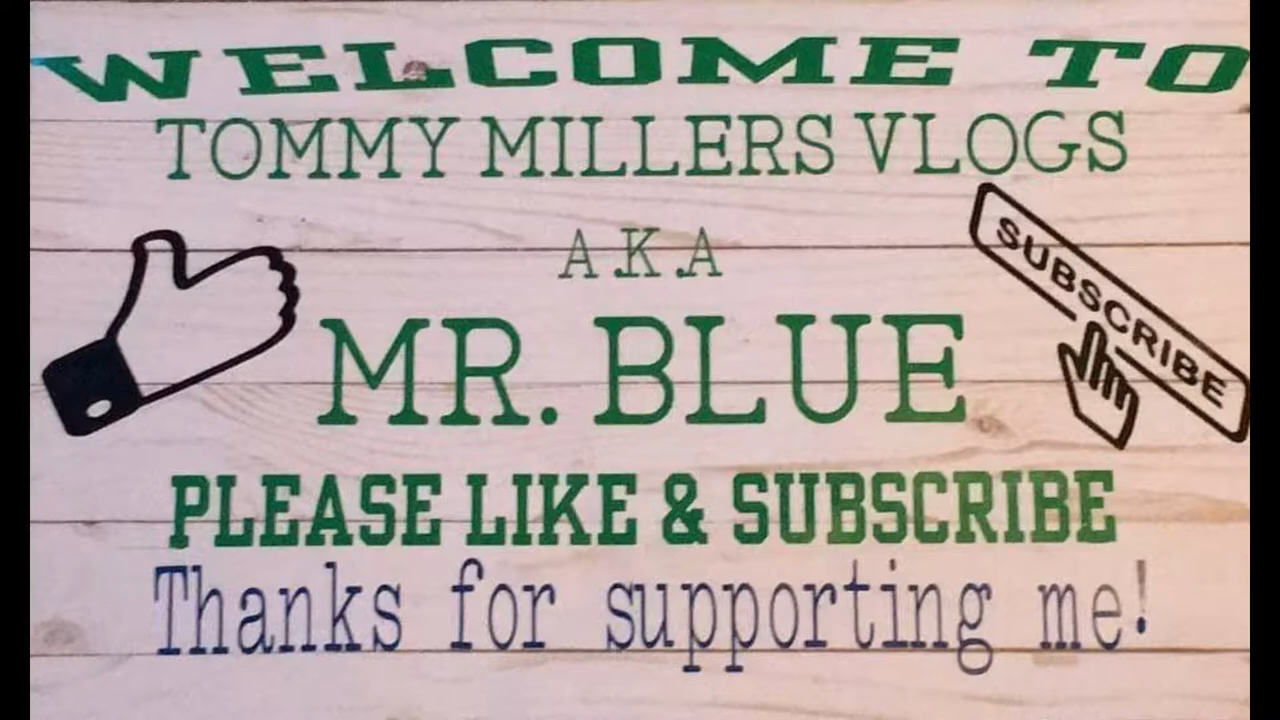 WELCOME TO
TOMMY MILLERS VLOGS
A.K.A
SUBSCRIBE
MR. BLUE
PLEASE LIKE & SUBSCRIBE
Thanks for supporting me!